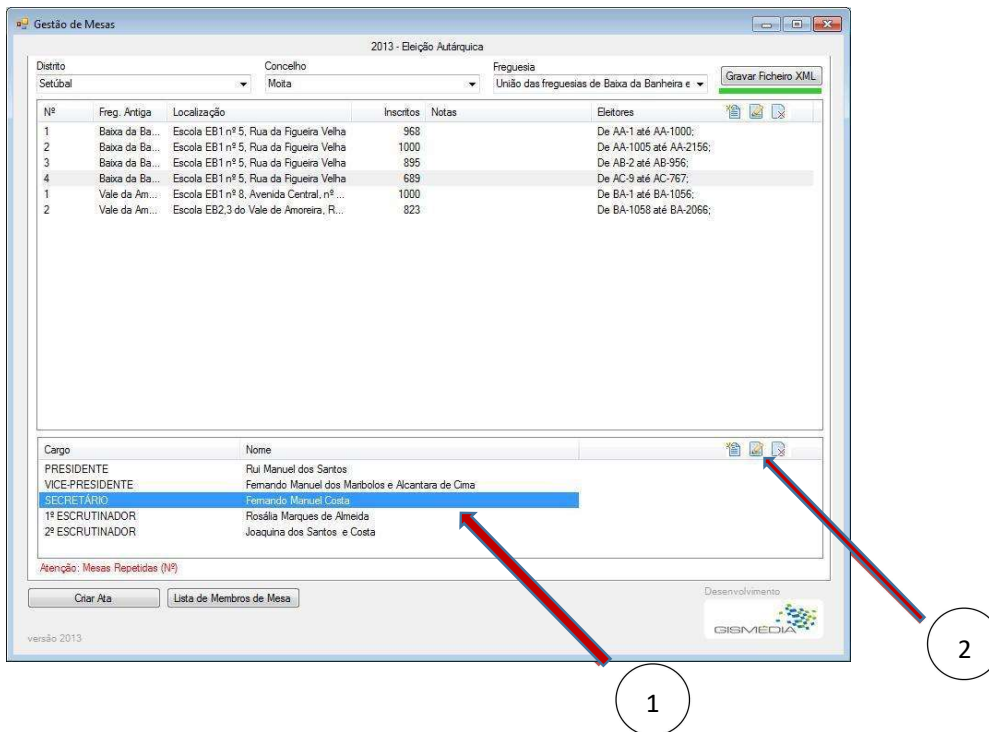 Gestão de Mesas
2013 - Eleição Autárquica
Distrito Concelho Freguesia
Setúbal Moita União das freguesias de Baixa da Banheira e Gravar Ficheiro XML
Nº Freg. Antiga Localização Inscritos Notas Eleitores
1 Baixa da Ba... Escola EB1 nº 5, Rua da Figueira Velha 968 De AA-1 até AA-1000;
2 Baixa da Ba... Escola EB1 nº 5, Rua da Figueira Velha 1000 De AA-1005 até AA-2156;
3 Baixa da Ba... Escola EB1 nº 5, Rua da Figueira Velha 895 De AB-2 até AB-956;
4 Baixa da Ba... Escola EB1 nº 5, Rua da Figueira Velha 689 De AC-9 até AC-767;
1 Vale da Am... Escola EB1 nº 8, Avenida Central, nº ... 1000 De BA-1 até BA-1056;
2 Vale da Am... Escola EB2,3 do Vale de Amoreira, R... 823 De BA-1058 até BA-2066;
Cargo Nome
PRESIDENTE Rui Manuel dos Santos
VICE-PRESIDENTE Fernando Manuel dos Maribolos e Alcantara de Cima
SECRETÁRIO Fernando Manuel Costa
1º ESCRUTINADOR Rosália Marques de Almeida
2º ESCRUTINADOR Joaquina dos Santos e Costa
Atenção: Mesas Repetidas (Nº)
Criar Ata Lista de Membros de Mesa Desenvolvimento
GISMÉDIA
versão 2013
2
1